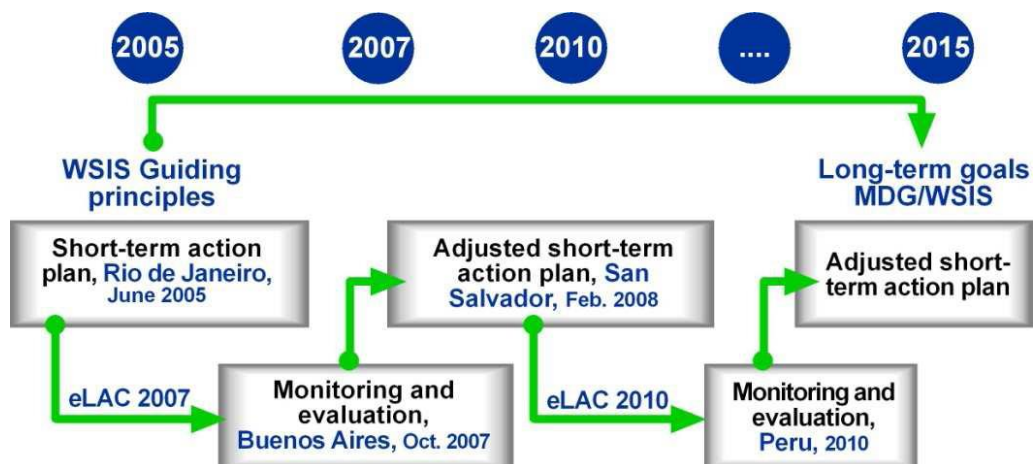 2005
2007
2010
....
2015
WSIS Guiding
principles
Long-term goals
MDG/WSIS
Short-term action
plan, Rio de Janeiro,
June 2005
Adjusted short-term
action plan, San
Salvador, Feb. 2008
Adjusted short-
term action plan
eLAC 2007
Monitoring and
evaluation,
Buenos Aires, Oct. 2007
eLAC 2010
Monitoring and
evaluation,
Peru, 2010